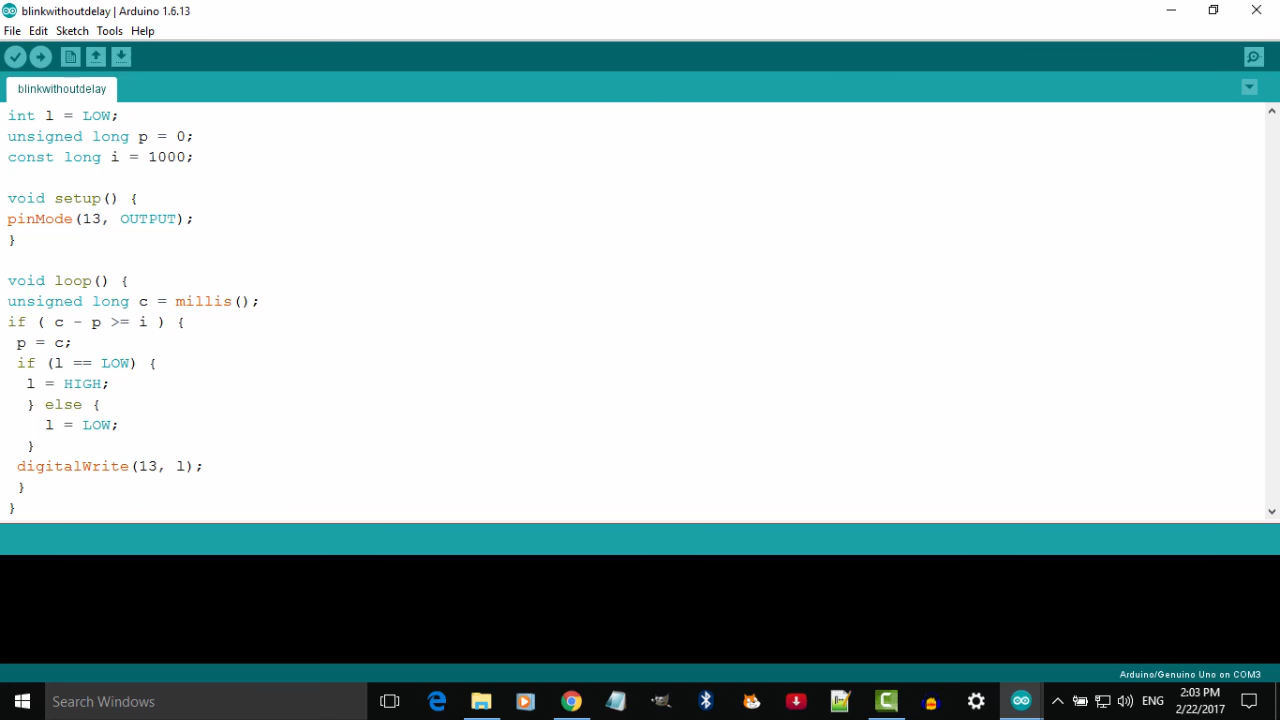 blinkwithoutdelay | Arduino 1.6.13
File Edit Sketch Tools Help
blinkwithoutdelay
int l = LOW;
unsigned long p = 0;
const long i = 1000;
void setup() {
pinMode(13, OUTPUT);
}
void loop() {
unsigned long c = millis();
if ( c - p >= i ) {
p = c;
if (l == LOW) {
l = HIGH;
} else {
l = LOW;
}
digitalWrite(13, l);
}
}
Arduino/Genuino Uno on COM3
Search Windows
ENG
2:03 PM
2/22/2017